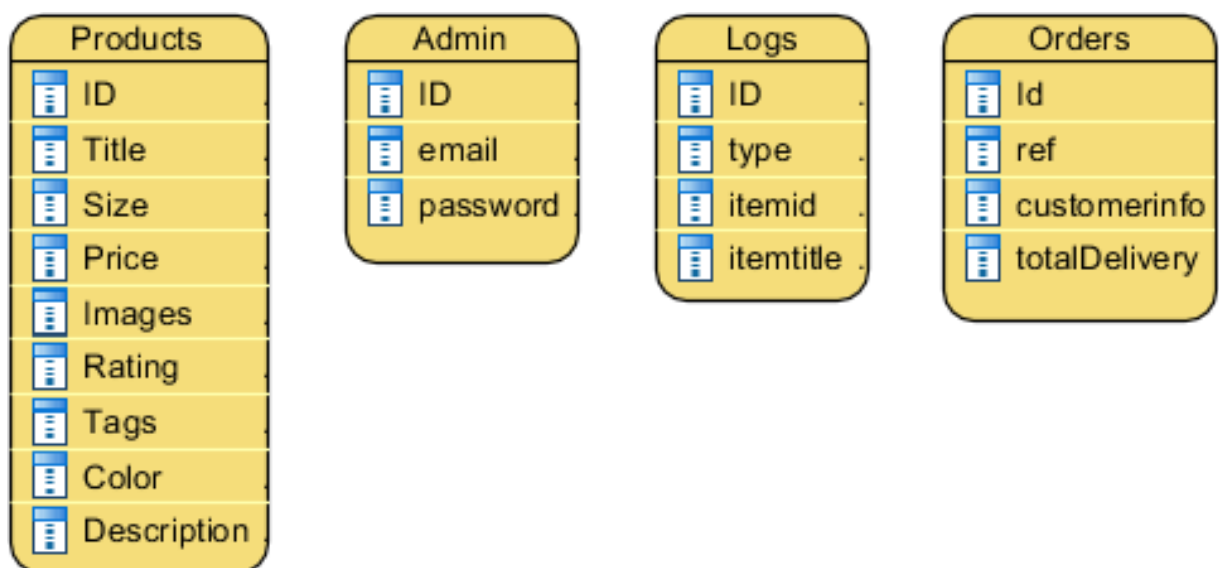 Products
ID
Title
Size
Price
Images
Rating
Tags
Color
Description
Admin
ID
email
password
Logs
ID
type
itemid
itemtitle
Orders
Id
ref
customerinfo
totalDelivery